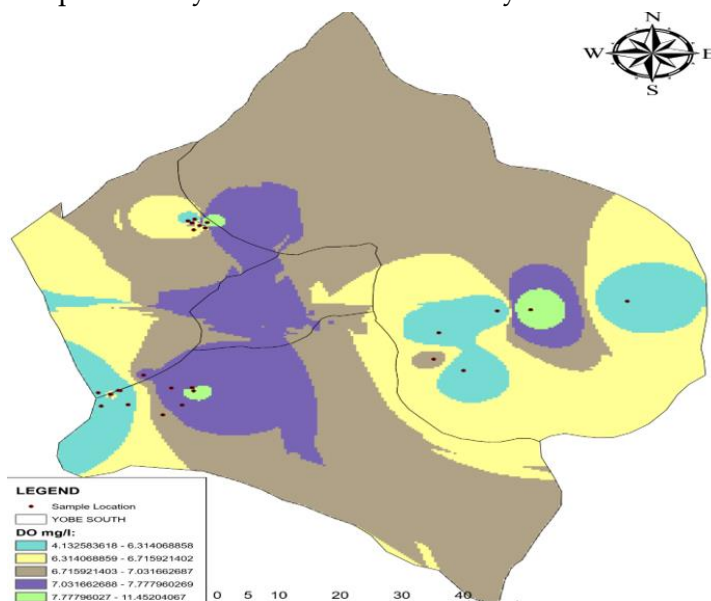 N
W E
S
LEGEND
Sample Location
YOBE SOUTH
DO mg/l:
4.132583618 - 6.314068858
6.314068859 - 6.715921402
6.715921403 - 7.031662687
7.031662688 - 7.777960269
7.77796027 - 11.45204067
0 5 10 20 30 40